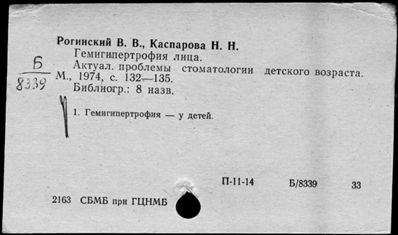 Рогинский В. В., Каспарова Н. Н.
Гемигипертрофия лица.
Актуал. проблемы стоматологии детского возраста.
М., 1974, с. 132—135.
Библиогр.: 8 назв.
Б
8339
1. Гемигипертрофия — у детей.
П-11-14 Б/8339 33
2163 СБМБ при ГЦНМБ